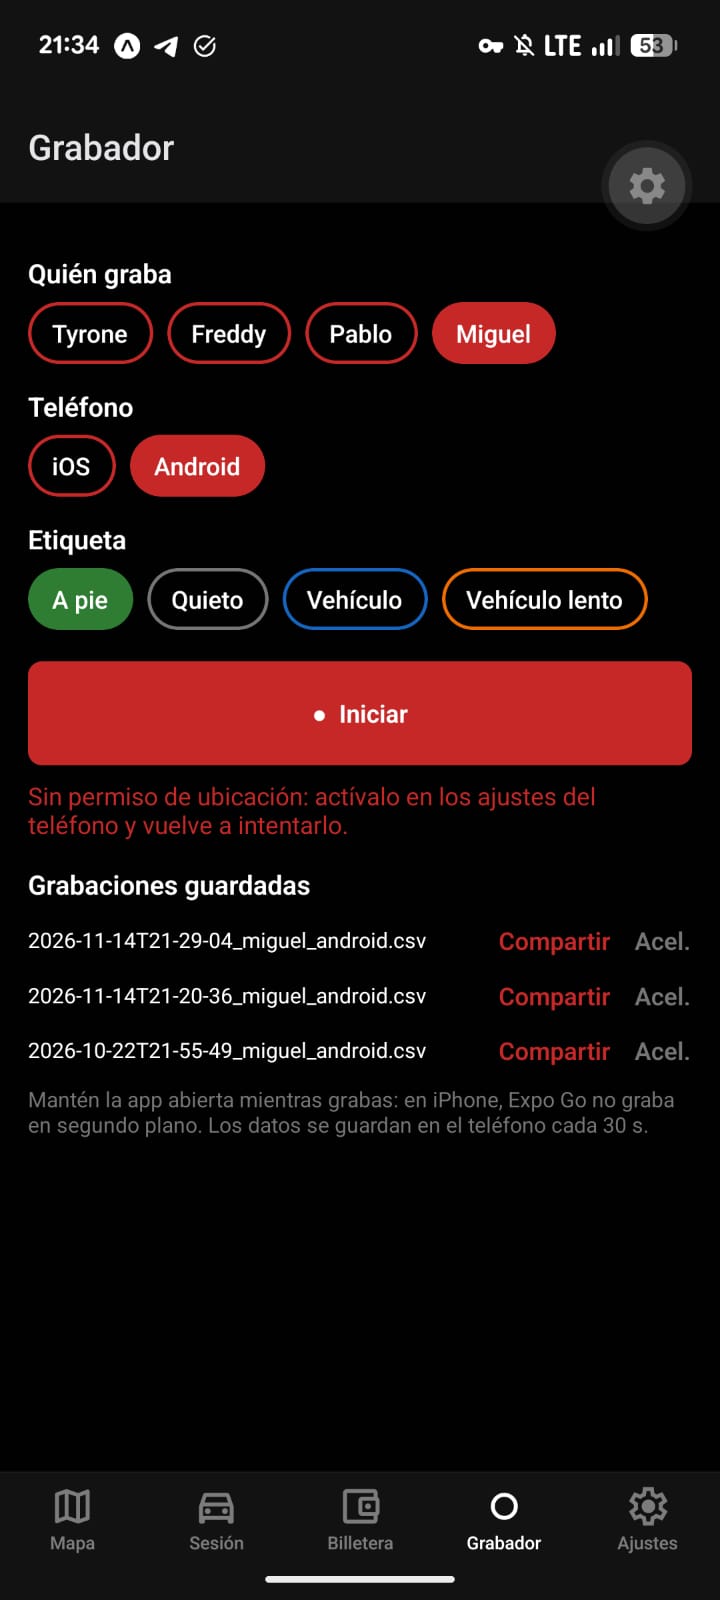 21:34 LTE 53
Grabador
Quién graba
Tyrone Freddy Pablo Miguel
Teléfono
iOS Android
Etiqueta
A pie Quieto Vehículo Vehículo lento
Iniciar
Sin permiso de ubicación: actívalo en los ajustes del
teléfono y vuelve a intentarlo.
Grabaciones guardadas
2026-11-14T21-29-04_miguel_android.csv Compartir Acel.
2026-11-14T21-20-36_miguel_android.csv Compartir Acel.
2026-10-22T21-55-49_miguel_android.csv Compartir Acel.
Mantén la app abierta mientras grabas: en iPhone, Expo Go no graba
en segundo plano. Los datos se guardan en el teléfono cada 30 s.
Mapa Sesión Billetera Grabador Ajustes